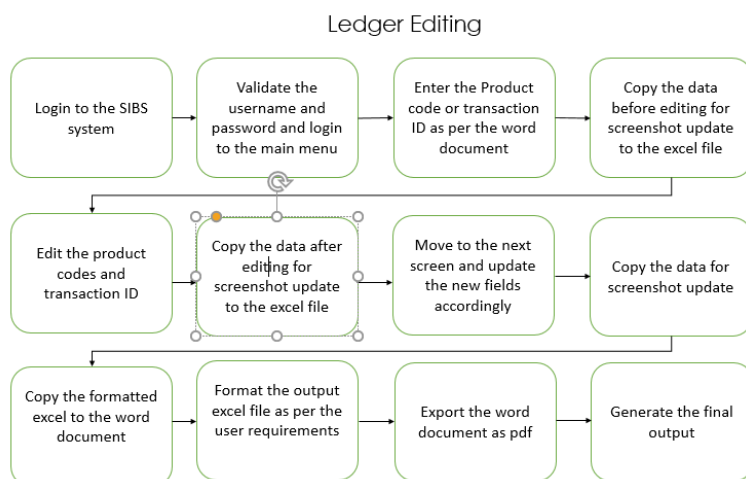 Ledger Editing
Login to the SIBS
system
Validate the
username and
password and login
to the main menu
Enter the Product
code or transaction
ID as per the word
document
Copy the data
before editing for
screenshot update
to the excel file
Edit the product
codes and
transaction ID
Copy the data after
editing for
screenshot update
to the excel file
Move to the next
screen and update
the new fields
accordingly
Copy the data for
screenshot update
Copy the formatted
excel to the word
document
Format the output
excel file as per the
user requirements
Export the word
document as pdf
Generate the final
output